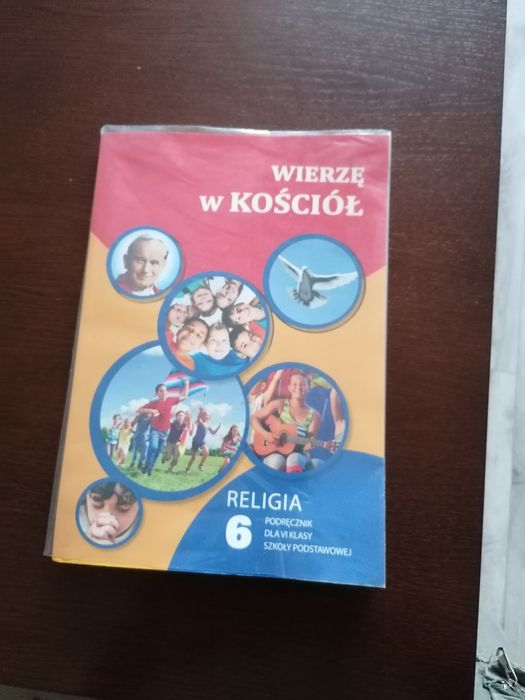 WIERZĘ
w KOŚCIÓŁ
RELIGIA
6
PODRĘCZNIK
DLA VI KLASY
SZKOŁY PODSTAWOWEJ